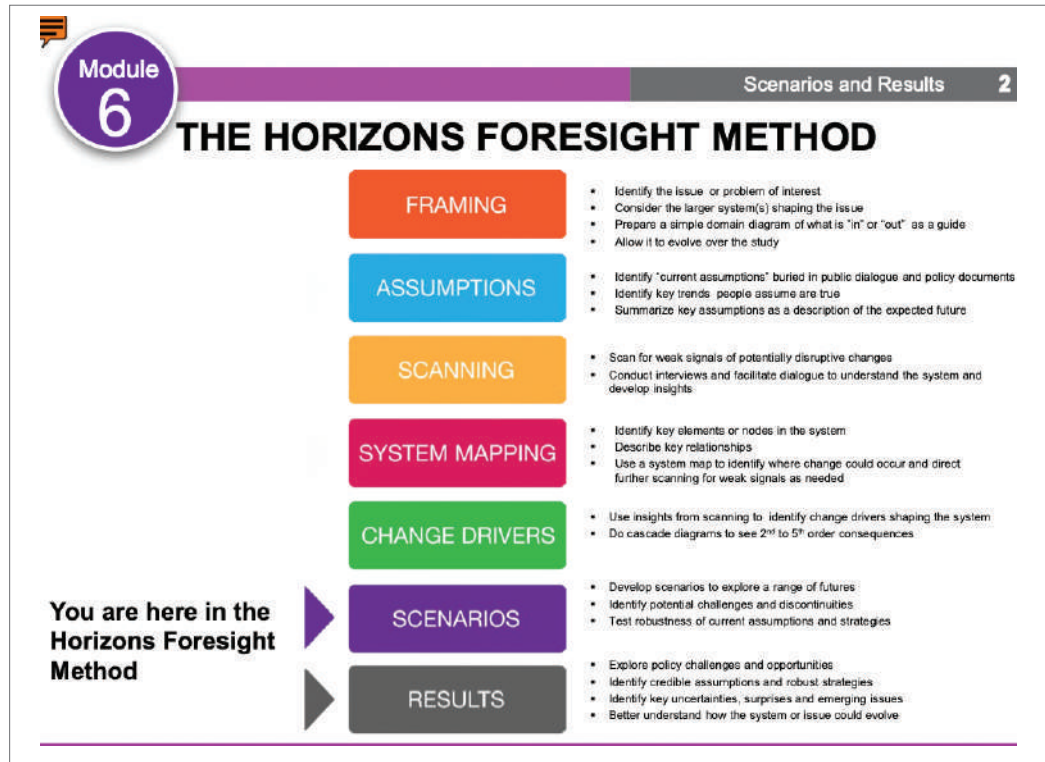 Module
6
Scenarios and Results 2
THE HORIZONS FORESIGHT METHOD
FRAMING
• Identify the issue or problem of interest
• Consider the larger system(s) shaping the issue
• Prepare a simple domain diagram of what is "in" or "out" as a guide
• Allow it to evolve over the study
ASSUMPTIONS
• Identify "current assumptions" buried in public dialogue and policy documents
• Identify key trends people assume are true
• Summarize key assumptions as a description of the expected future
SCANNING
• Scan for weak signals of potentially disruptive changes
• Conduct interviews and facilitate dialogue to understand the system and
develop insights
SYSTEM MAPPING
• Identify key elements or nodes in the system
• Describe key relationships
• Use a system map to identify where change could occur and direct
further scanning for weak signals as needed
CHANGE DRIVERS
• Use insights from scanning to identify change drivers shaping the system
• Do cascade diagrams to see 2nd to 5th order consequences
You are here in the
Horizons Foresight
Method
SCENARIOS
• Develop scenarios to explore a range of futures
• Identify potential challenges and discontinuities
• Test robustness of current assumptions and strategies
RESULTS
• Explore policy challenges and opportunities
• Identify credible assumptions and robust strategies
• Identify key uncertainties, surprises and emerging issues
• Better understand how the system or issue could evolve